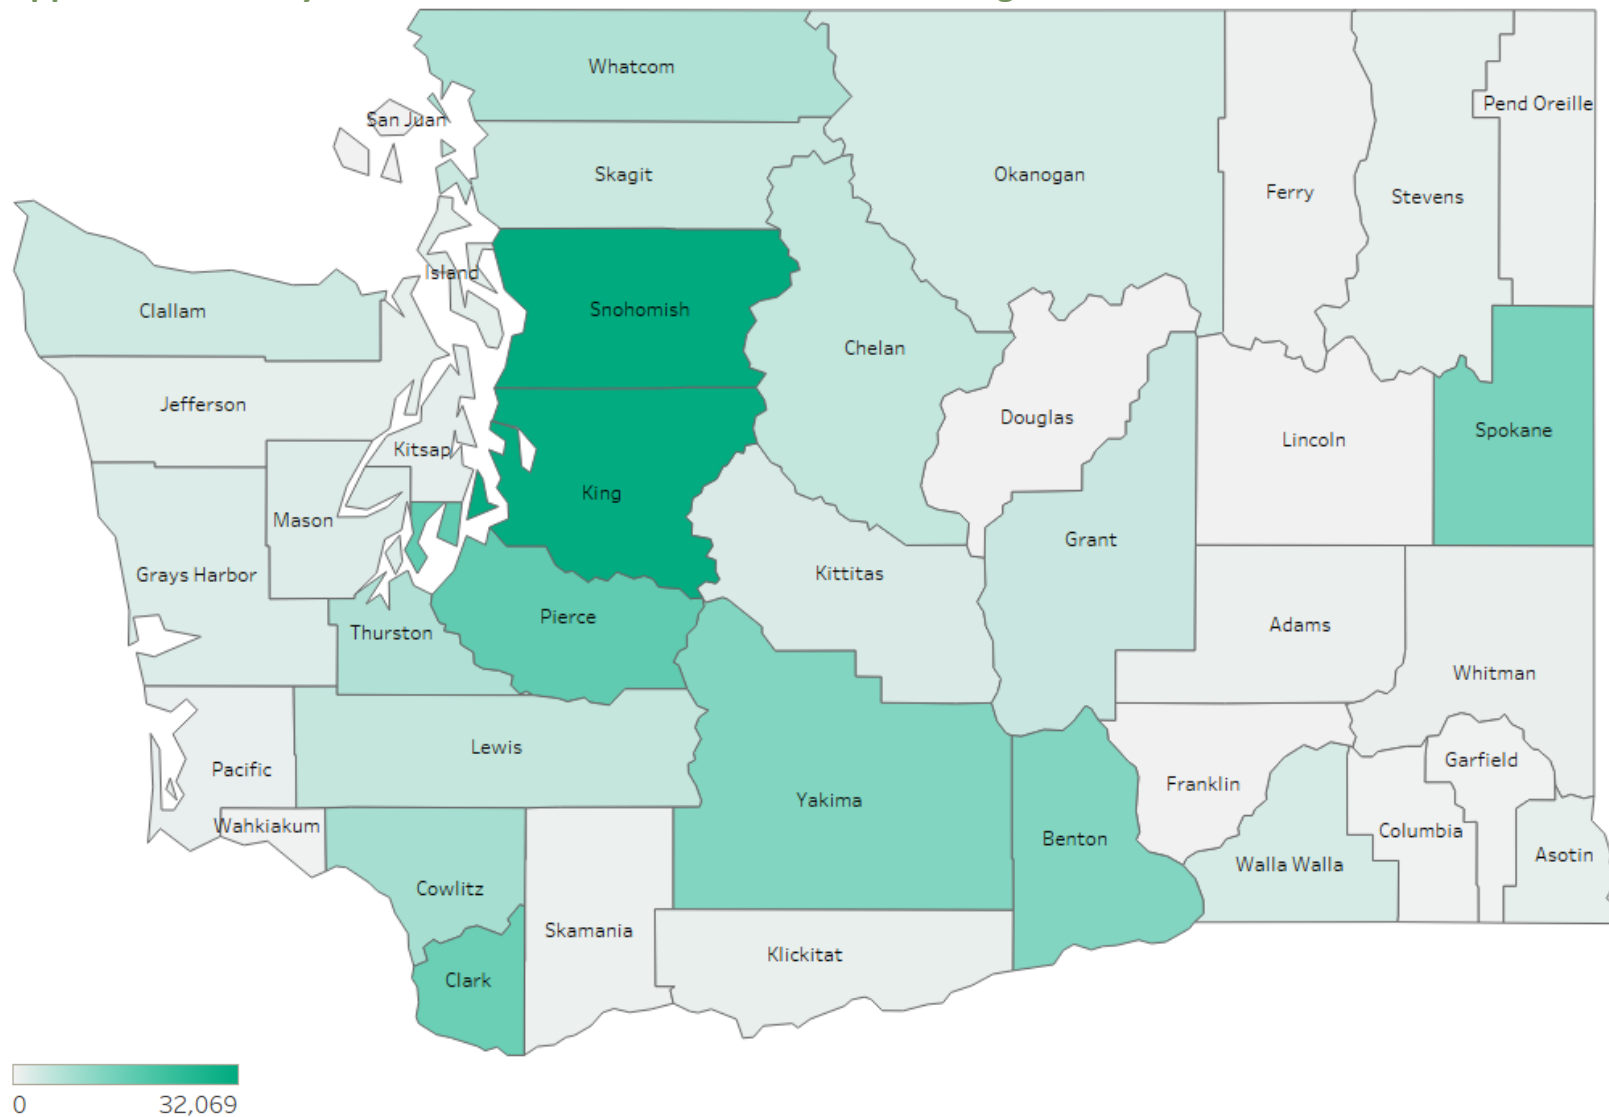 Whatcom
San Juan
Pend Oreille
Skagit
Okanogan
Ferry
Stevens
Island
Clallam
Snohomish
Chelan
Jefferson
Douglas
Lincoln
Spokane
Kitsap
King
Mason
Grant
Grays Harbor
Kittitas
Pierce
Thurston
Adams
Whitman
Lewis
Garfield
Pacific
Franklin
Yakima
Wahkiakum
Columbia
Benton
Asotin
Walla Walla
Cowlitz
Skamania
Klickitat
Clark
0 32,069